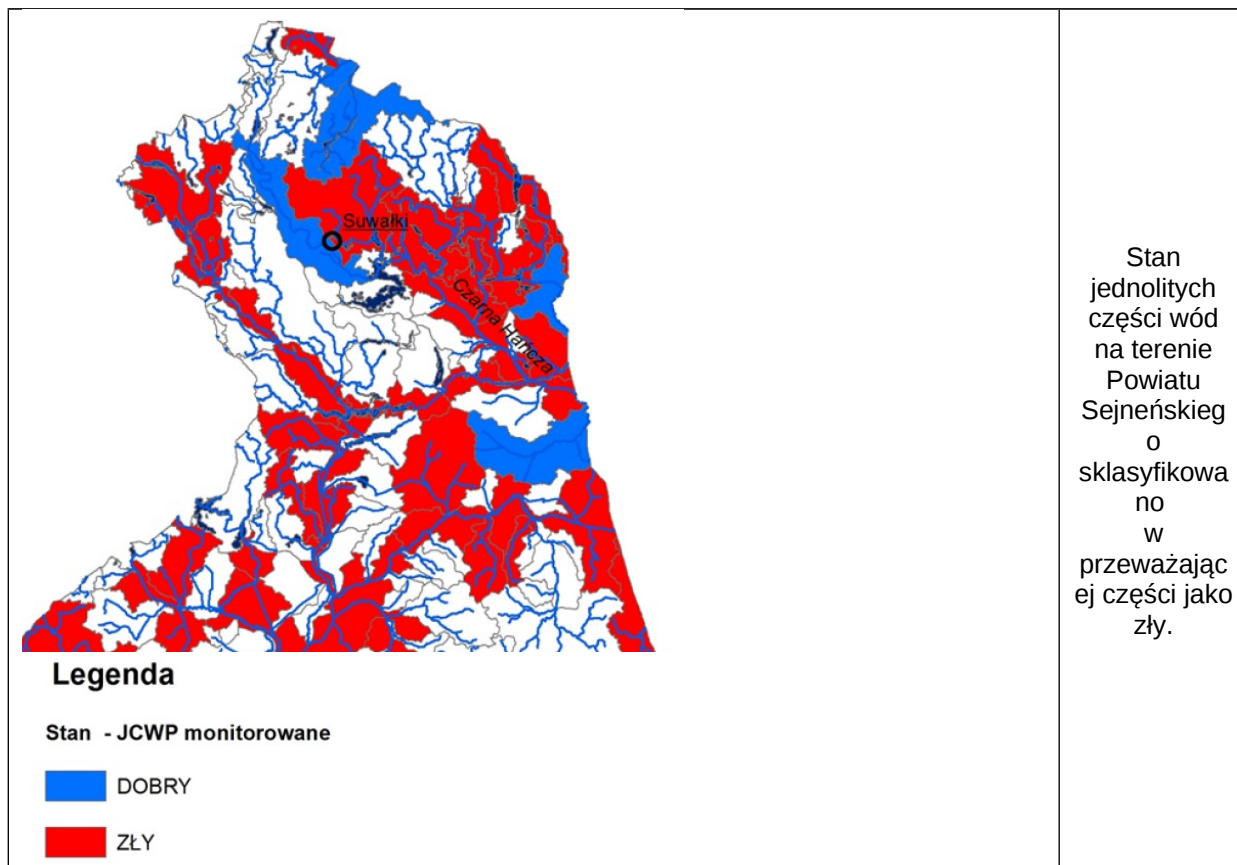 Suwałki
Czarna Hańcza
Legenda
Stan - JCWP monitorowane
DOBRY
ZŁY
Stan
jednolitych
części wód
na terenie
Powiatu
Sejneńskieg
o
sklasyfikowa
no
w
przeważając
ej części jako
zły.